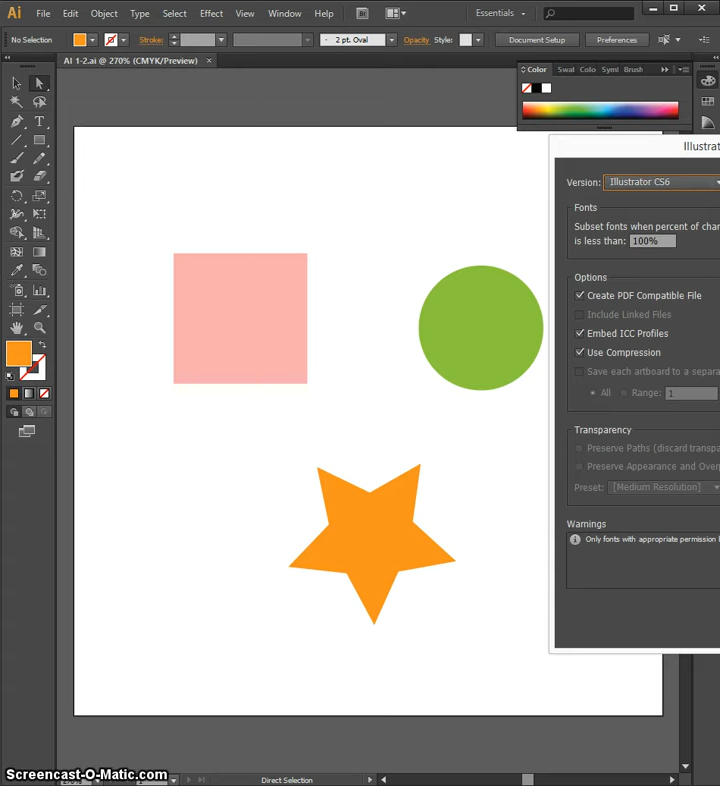 Ai File Edit Object Type Select Effect View Window Help Br Essentials
No Selection Stroke: 2 pt. Oval Opacity Style: Document Setup Preferences
AI 1-2.ai @ 270% (CMYK/Preview) ×
Color Swat Colo Symb Brush
Illustrat
Version: Illustrator CS6
Fonts
Subset fonts when percent of char
is less than: 100%
Options
Create PDF Compatible File
Include Linked Files
Embed ICC Profiles
Use Compression
Save each artboard to a separa
All Range: 1
Transparency
Preserve Paths (discard transpa
Preserve Appearance and Overp
Preset: [Medium Resolution]
Warnings
Only fonts with appropriate permission b
Direct Selection
Screencast-O-Matic.com